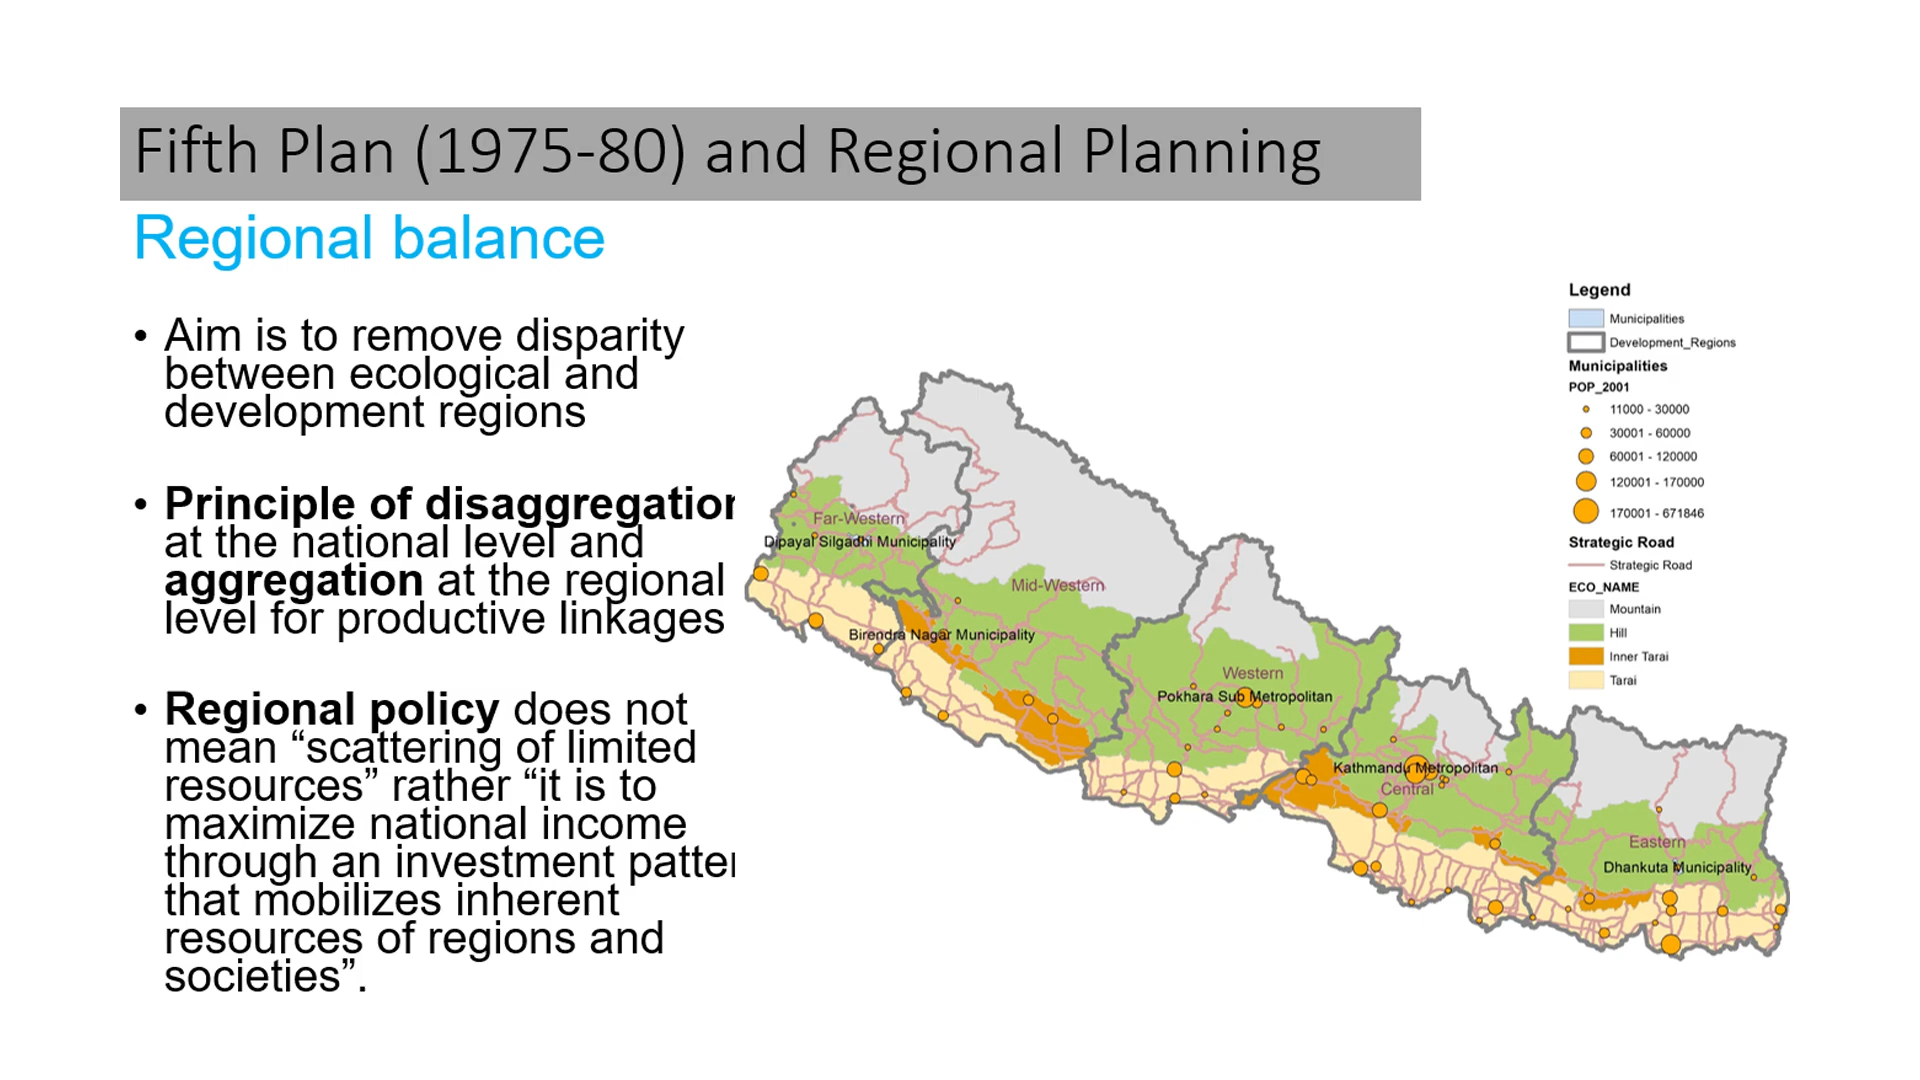 Fifth Plan (1975-80) and Regional Planning
Regional balance
• Aim is to remove disparity
between ecological and
development regions
• Principle of disaggregation
at the national level and
aggregation at the regional
level for productive linkages
• Regional policy does not
mean “scattering of limited
resources” rather “it is to
maximize national income
through an investment patter
that mobilizes inherent
resources of regions and
societies”.
Legend
Municipalities
Development_Regions
Municipalities
POP_2001
11000 - 30000
30001 - 60000
60001 - 120000
120001 - 170000
170001 - 671846
Strategic Road
Strategic Road
ECO_NAME
Mountain
Hill
Inner Tarai
Tarai
Far-Western
Dipayal Silgadhi Municipality
Mid-Western
Birendra Nagar Municipality
Western
Pokhara Sub Metropolitan
Kathmandu Metropolitan
Central
Eastern
Dhankuta Municipality